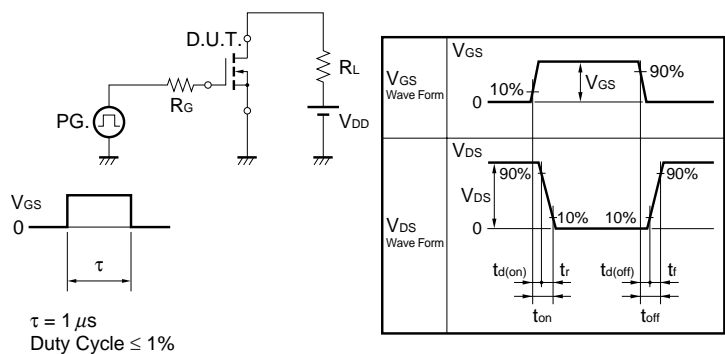 D.U.T.
RL
RG
PG.
VDD
VGS
0
τ
τ = 1 μs
Duty Cycle ≤ 1%
VGS
Wave Form
VGS
10%
VGS
90%
0
VDS
Wave Form
VDS
90%
VDS
90%
10%
10%
0
td(on)
tr
td(off)
tf
ton
toff